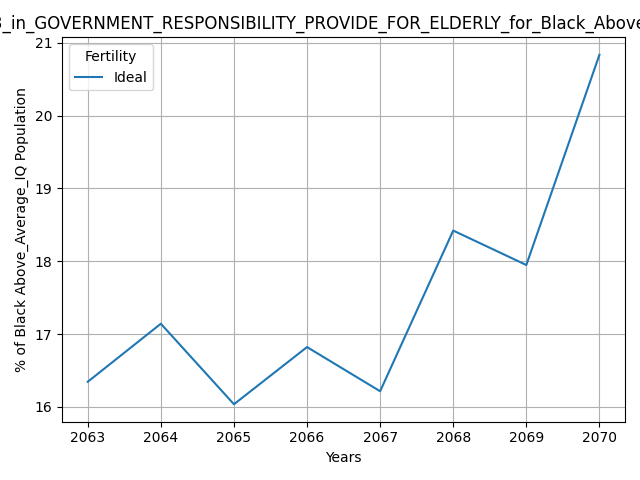 3_in_GOVERNMENT_RESPONSIBILITY_PROVIDE_FOR_ELDERLY_for_Black_Above
Fertility
Ideal
% of Black Above_Average_IQ Population
21
20
19
18
17
16
2063 2064 2065 2066 2067 2068 2069 2070
Years